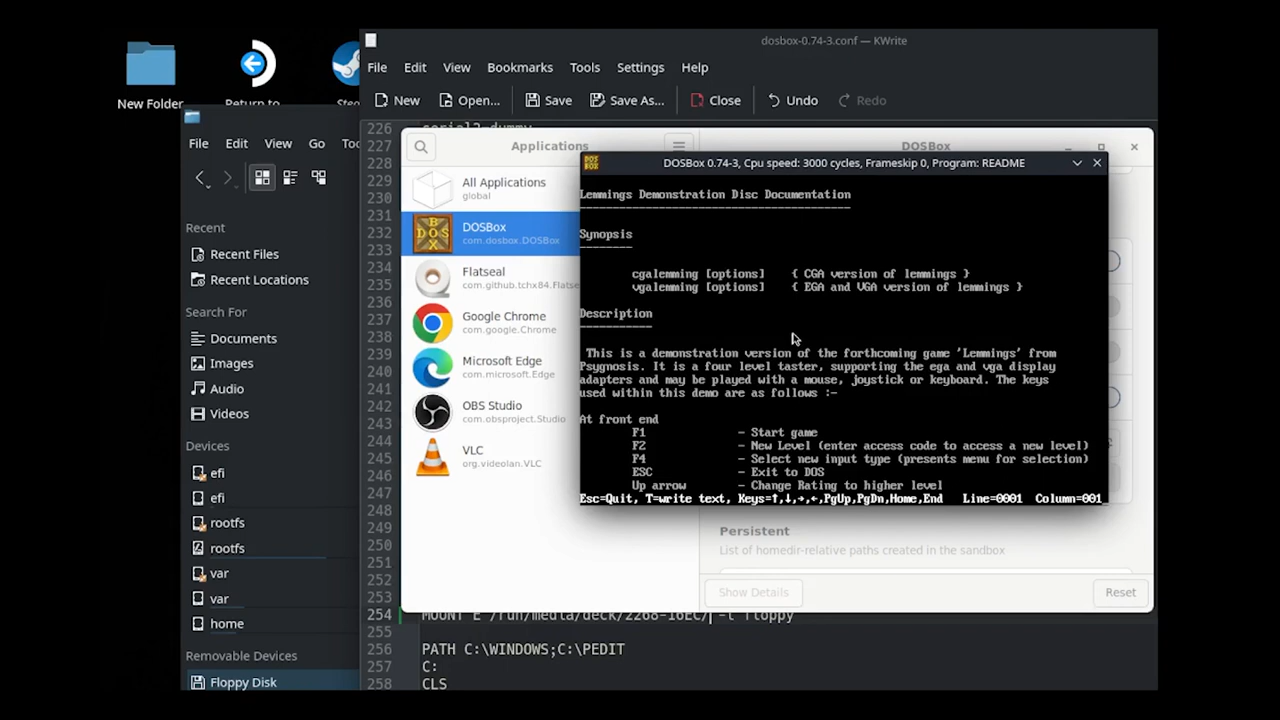 dosbox-0.74-3.conf — KWrite
File Edit View Bookmarks Tools Settings Help
New Open... Save Save As... Close Undo Redo
New Folder
Return to
File Edit View Go
Recent
Recent Files
Recent Locations
Search For
Documents
Images
Audio
Videos
Devices
efi
efi
rootfs
rootfs
var
var
home
Removable Devices
Floppy Disk
226
227
228
229
230
231
232
233
234
235
236
237
238
239
240
241
242
243
244
245
246
247
248
249
250
251
252
253
254 MOUNT E /run/media/deck/2268-16EC/ -t floppy
255
256 PATH C:\WINDOWS;C:\PEDIT
257 C:
258 CLS
Applications
All Applications
global
DOSBox
com.dosbox.DOSBox
Flatseal
com.github.tchx84.Flatse
Google Chrome
com.google.Chrome
Microsoft Edge
com.microsoft.Edge
OBS Studio
com.obsproject.Studio
VLC
org.videolan.VLC
DOSBox
DOSBox 0.74-3, Cpu speed: 3000 cycles, Frameskip 0, Program: README
Lemmings Demonstration Disc Documentation
Synopsis
cgalemming [options] { CGA version of lemmings }
vgalemming [options] { EGA and VGA version of lemmings }
Description
This is a demonstration version of the forthcoming game 'Lemmings' from
Psygnosis. It is a four level taster, supporting the ega and vga display
adapters and may be played with a mouse, joystick or keyboard. The keys
used within this demo are as follows :-
At front end
F1 - Start game
F2 - New Level (enter access code to access a new level)
F4 - Select new input type (presents menu for selection)
ESC - Exit to DOS
Up arrow - Change Rating to higher level
Esc=Quit, T=write text, Keys=↑,↓,→,←,PgUp,PgDn,Home,End Line=0001 Column=001
Persistent
List of homedir-relative paths created in the sandbox
Show Details
Reset